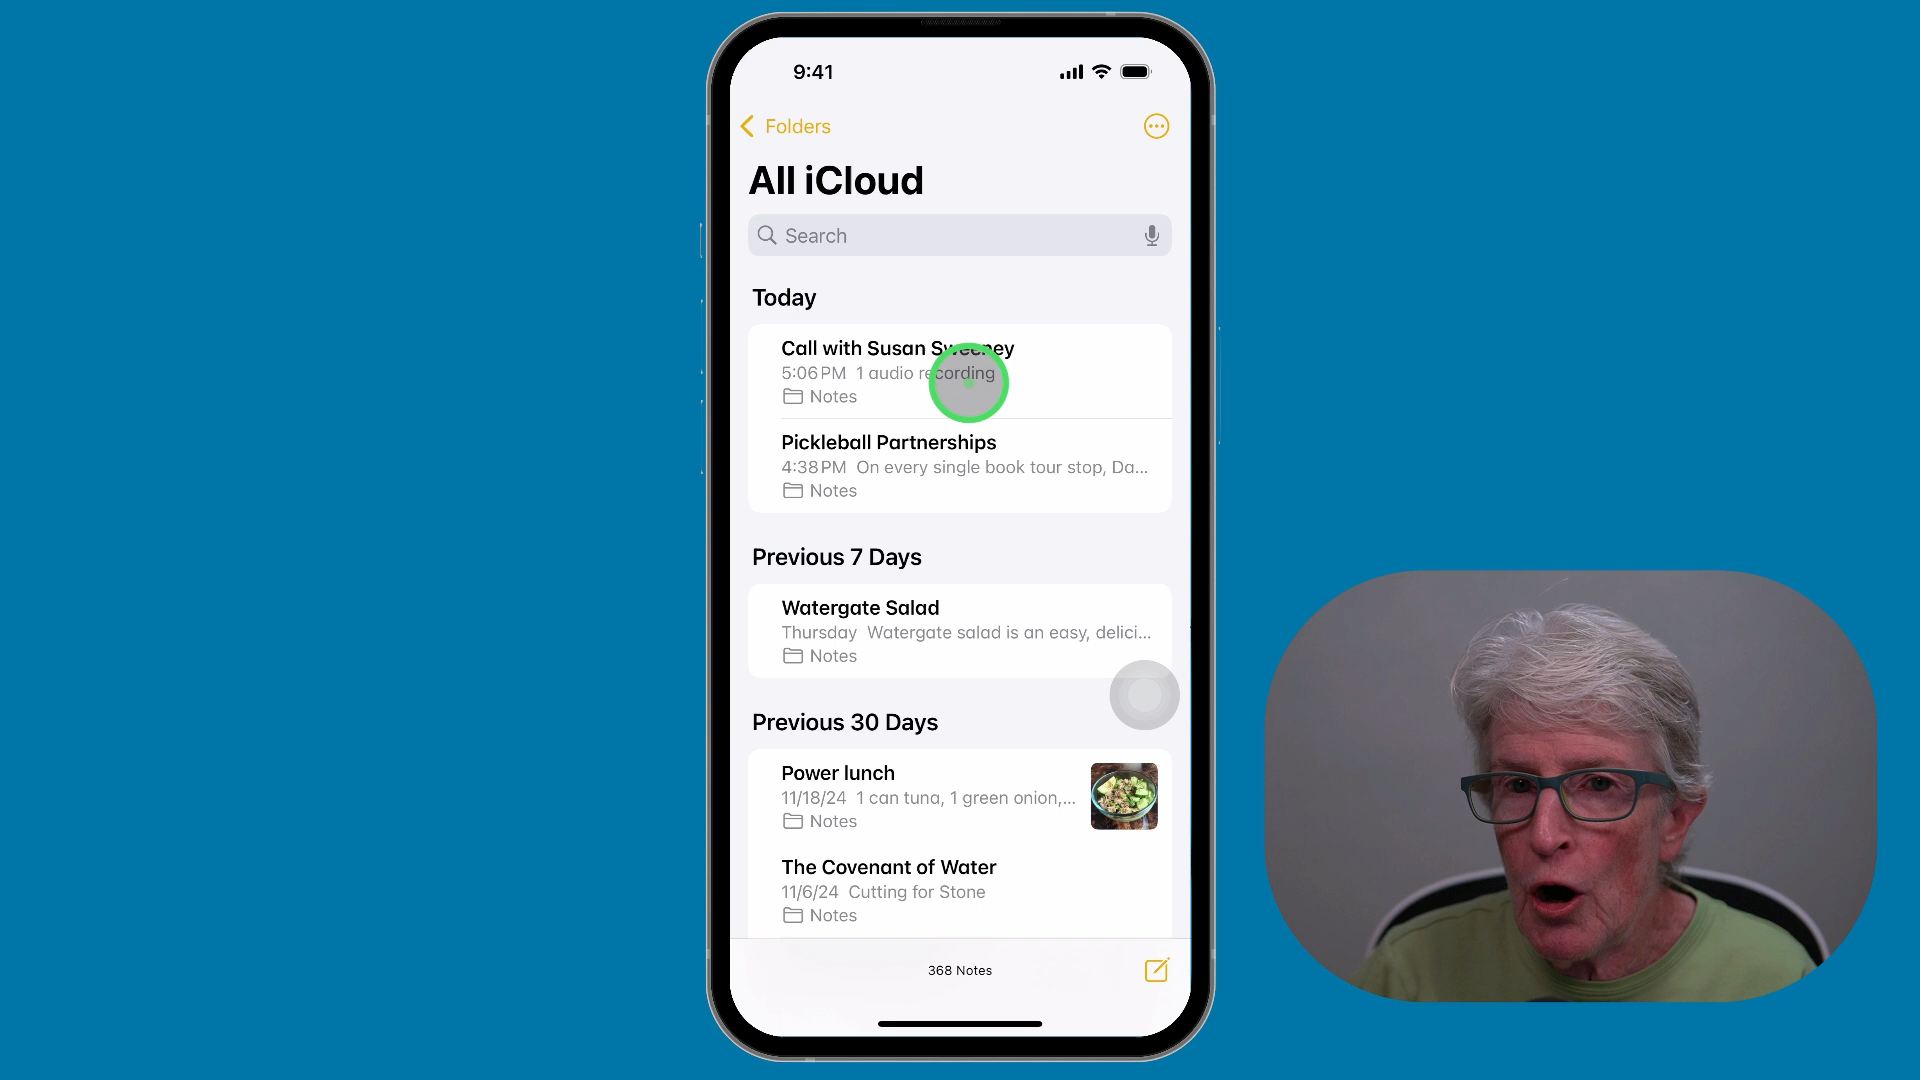 9:41
Folders
All iCloud
Search
Today
Call with Susan Sweeney
5:06 PM 1 audio recording
Notes
Pickleball Partnerships
4:38 PM On every single book tour stop, Da...
Notes
Previous 7 Days
Watergate Salad
Thursday Watergate salad is an easy, delici...
Notes
Previous 30 Days
Power lunch
11/18/24 1 can tuna, 1 green onion,...
Notes
The Covenant of Water
11/6/24 Cutting for Stone
Notes
368 Notes